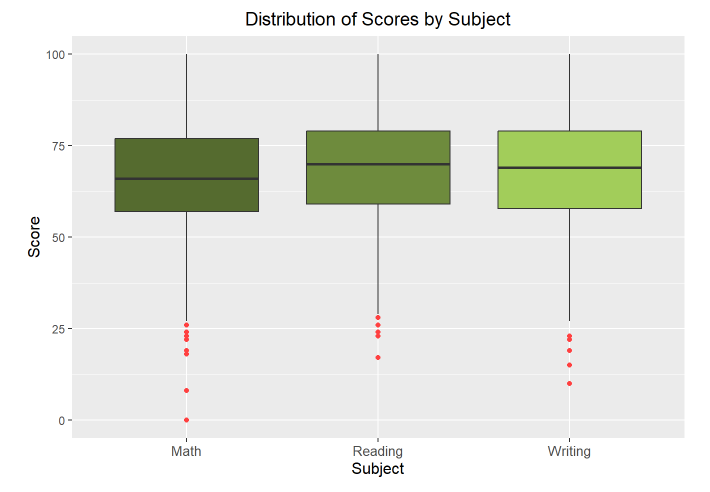 Distribution of Scores by Subject
100
75
50
25
0
Score
Math Reading Writing
Subject